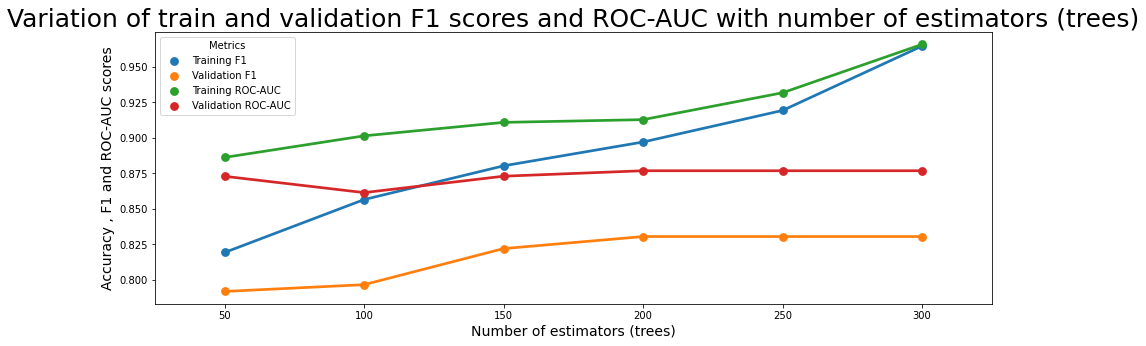 Variation of train and validation F1 scores and ROC-AUC with number of estimators (trees)
Metrics
Training F1
Validation F1
Training ROC-AUC
Validation ROC-AUC
Accuracy , F1 and ROC-AUC scores
0.950
0.925
0.900
0.875
0.850
0.825
0.800
50 100 150 200 250 300
Number of estimators (trees)